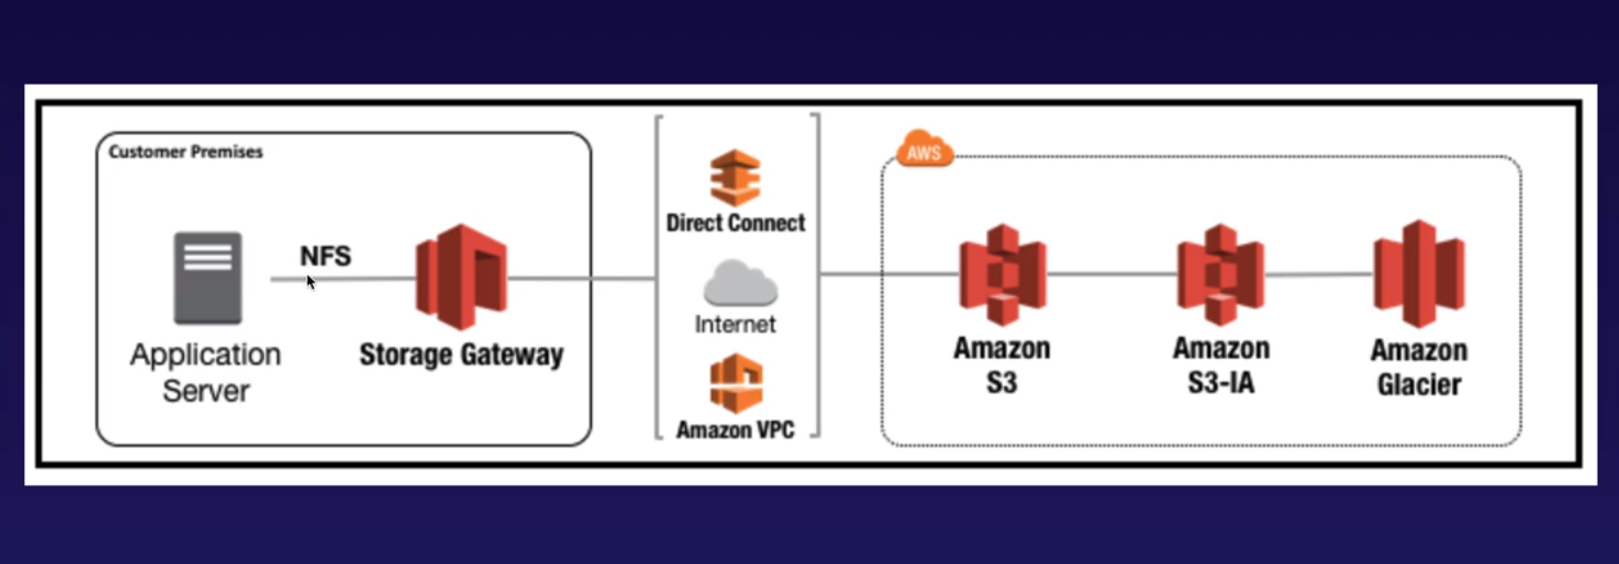 Customer Premises
NFS
Application
Server
Storage Gateway
Direct Connect
Internet
Amazon VPC
AWS
Amazon
S3
Amazon
S3-IA
Amazon
Glacier